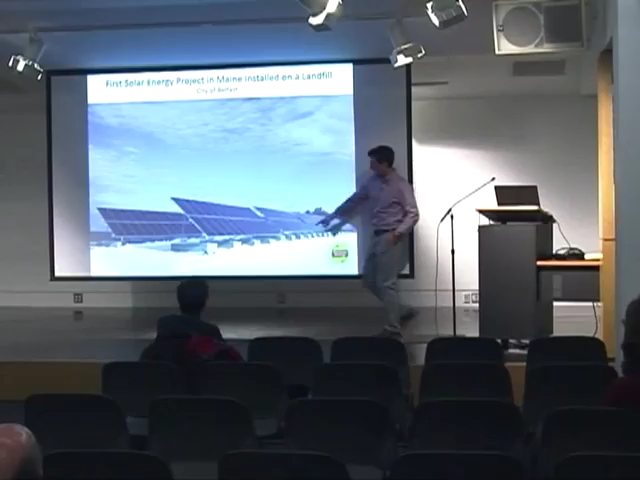 First Solar Energy Project in Maine Installed on a Landfill
City of Belfast